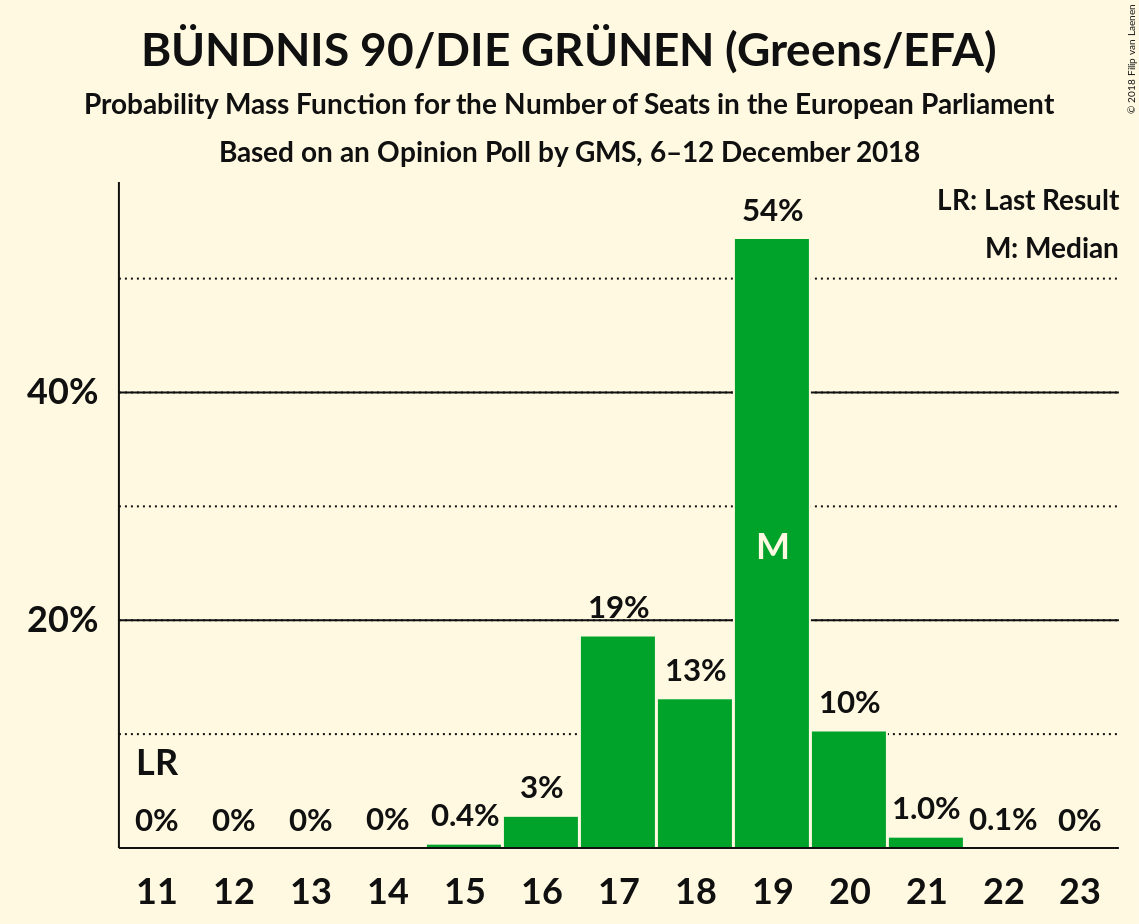 BÜNDNIS 90/DIE GRÜNEN (Greens/EFA)
Probability Mass Function for the Number of Seats in the European Parliament
Based on an Opinion Poll by GMS, 6–12 December 2018
© 2018 Filip van Laenen
LR: Last Result
M: Median
40%
20%
LR
0%
0%
0%
0%
0.4%
3%
19%
13%
54%
M
10%
1.0%
0.1%
0%
11 12 13 14 15 16 17 18 19 20 21 22 23